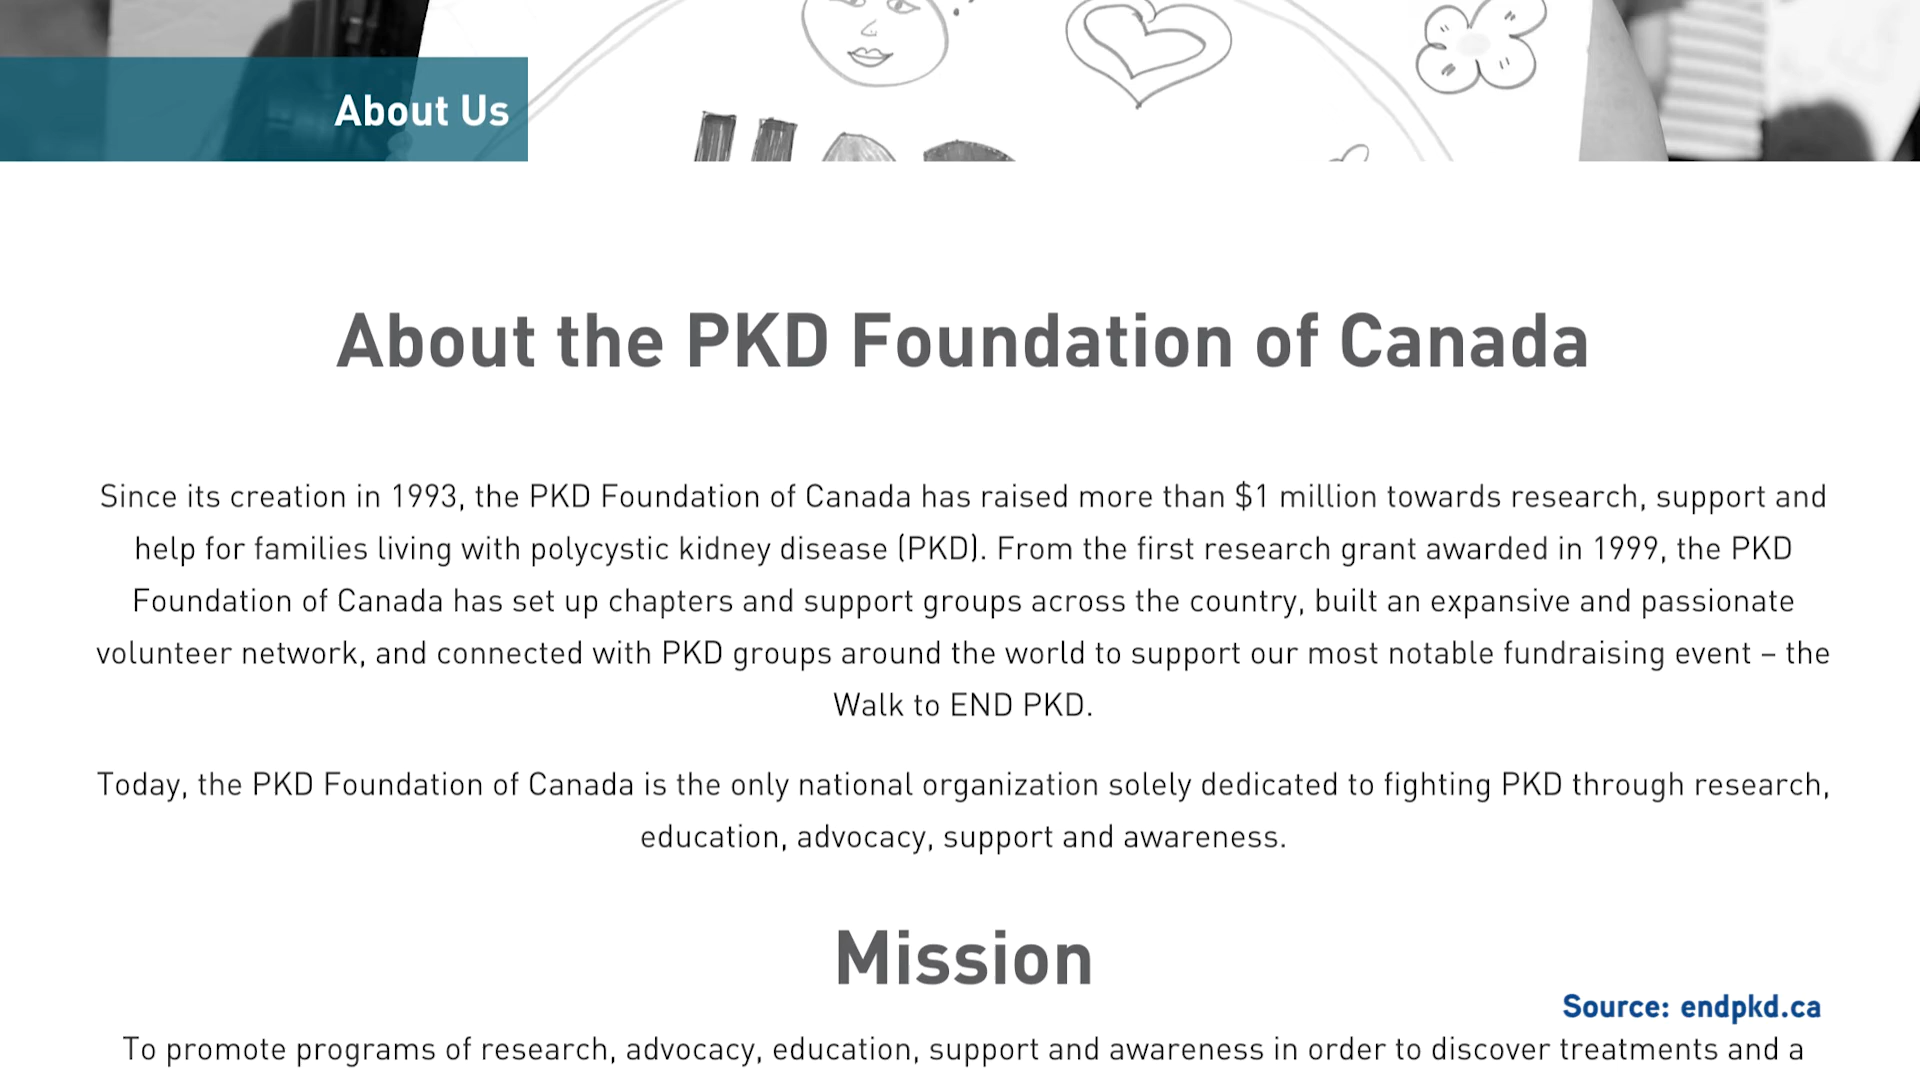 About Us
About the PKD Foundation of Canada
Since its creation in 1993, the PKD Foundation of Canada has raised more than $1 million towards research, support and
help for families living with polycystic kidney disease (PKD). From the first research grant awarded in 1999, the PKD
Foundation of Canada has set up chapters and support groups across the country, built an expansive and passionate
volunteer network, and connected with PKD groups around the world to support our most notable fundraising event – the
Walk to END PKD.
Today, the PKD Foundation of Canada is the only national organization solely dedicated to fighting PKD through research,
education, advocacy, support and awareness.
Mission
Source: endpkd.ca
To promote programs of research, advocacy, education, support and awareness in order to discover treatments and a